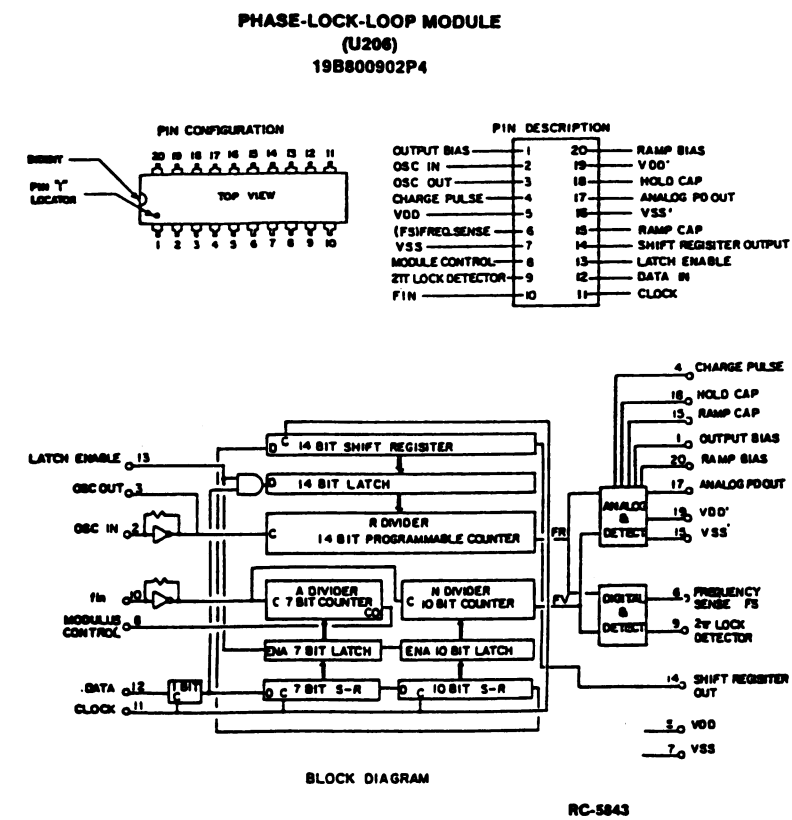 PHASE-LOCK-LOOP MODULE
(U206)
19B800902P4
PIN CONFIGURATION
20 19 18 17 16 15 14 13 12 11
PIN "1"
LOCATOR
TOP VIEW
1 2 3 4 5 6 7 8 9 10
PIN DESCRIPTION
OUTPUT BIAS 1 20 RAMP BIAS
OSC IN 2 19 VDD'
OSC OUT 3 18 HOLD CAP
CHARGE PULSE 4 17 ANALOG PD OUT
VDD 5 16 VSS'
(FS)FREQ.SENSE 6 15 RAMP CAP
VSS 7 14 SHIFT REGISITER OUTPUT
MODULE CONTROL 8 13 LATCH ENABLE
2π LOCK DETECTOR 9 12 DATA IN
FIN 10 11 CLOCK
4 CHARGE PULSE
18 HOLD CAP
15 RAMP CAP
1 OUTPUT BIAS
20 RAMP BIAS
17 ANALOG PDOUT
19 VDD'
15 VSS'
ANALOG
&
DETECT
C
D 14 BIT SHIFT REGISITER
LATCH ENABLE 13
D 14 BIT LATCH
OSC OUT 3
R DIVIDER
C 14 BIT PROGRAMMABLE COUNTER
OSC IN 2
FR
fin 10
A DIVIDER
C 7 BIT COUNTER
CO
N DIVIDER
C 10 BIT COUNTER
FV
DIGITAL
&
DETECT
6 FREQUENCY
SENSE FS
9 2π LOCK
DETECTOR
MODULUS
CONTROL 8
ENA 7 BIT LATCH
ENA 10 BIT LATCH
DATA 12
1 BIT
C
D C 7 BIT S-R
D C 10 BIT S-R
CLOCK 11
14 SHIFT REGISITER
OUT
5 VDD
7 VSS
BLOCK DIAGRAM
RC-5843